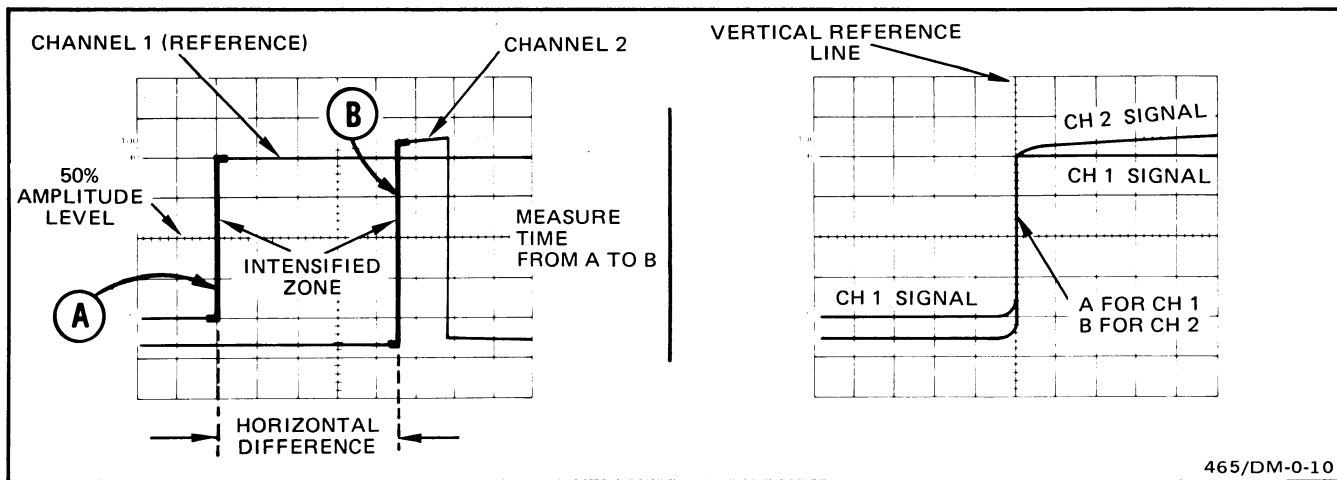 CHANNEL 1 (REFERENCE)
CHANNEL 2
B
50%
AMPLITUDE
LEVEL
INTENSIFIED
ZONE
MEASURE
TIME
FROM A TO B
A
HORIZONTAL
DIFFERENCE
VERTICAL REFERENCE
LINE
CH 2 SIGNAL
CH 1 SIGNAL
CH 1 SIGNAL
A FOR CH 1
B FOR CH 2
465/DM-0-10